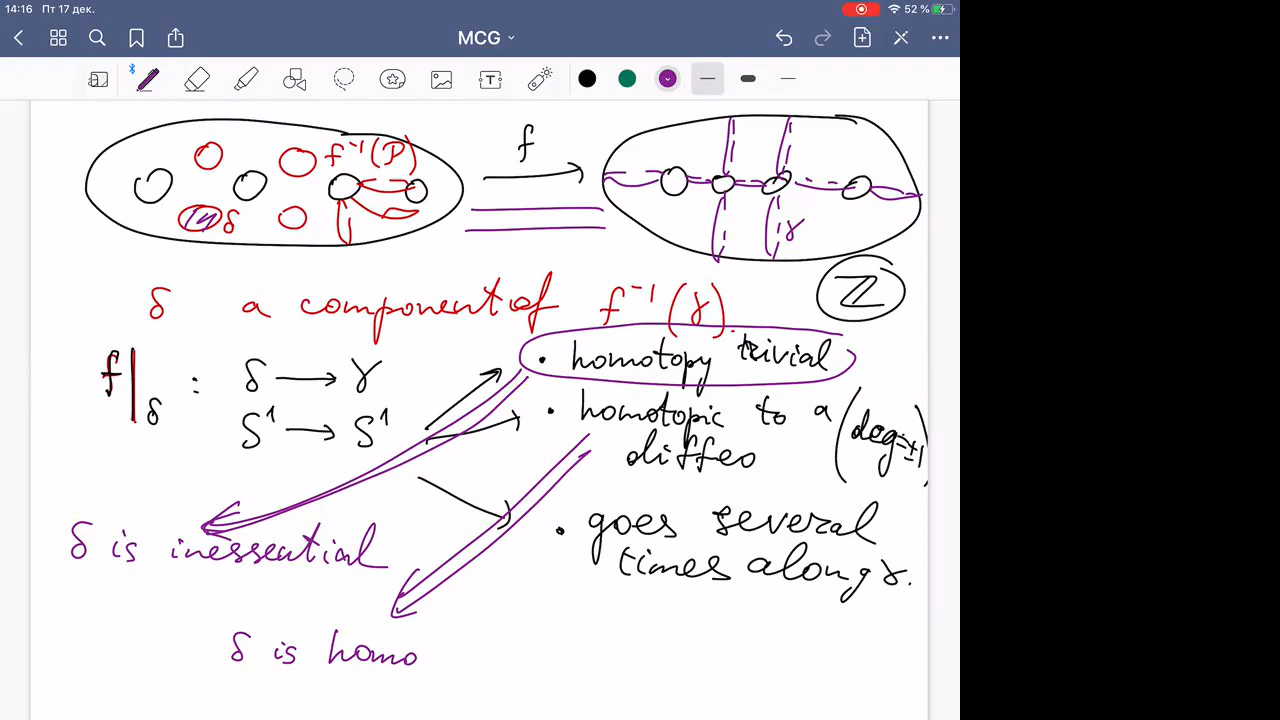 14:16 Пт 17 дек.
52 %
MCG
T
f⁻¹(P)
f
δ
γ
ℤ
δ a component of f⁻¹(γ).
f|δ : δ → γ
S¹ → S¹
• homotopy trivial
• homotopic to a diffeo (deg=±1)
• goes several times along γ.
δ is inessential
δ is homo